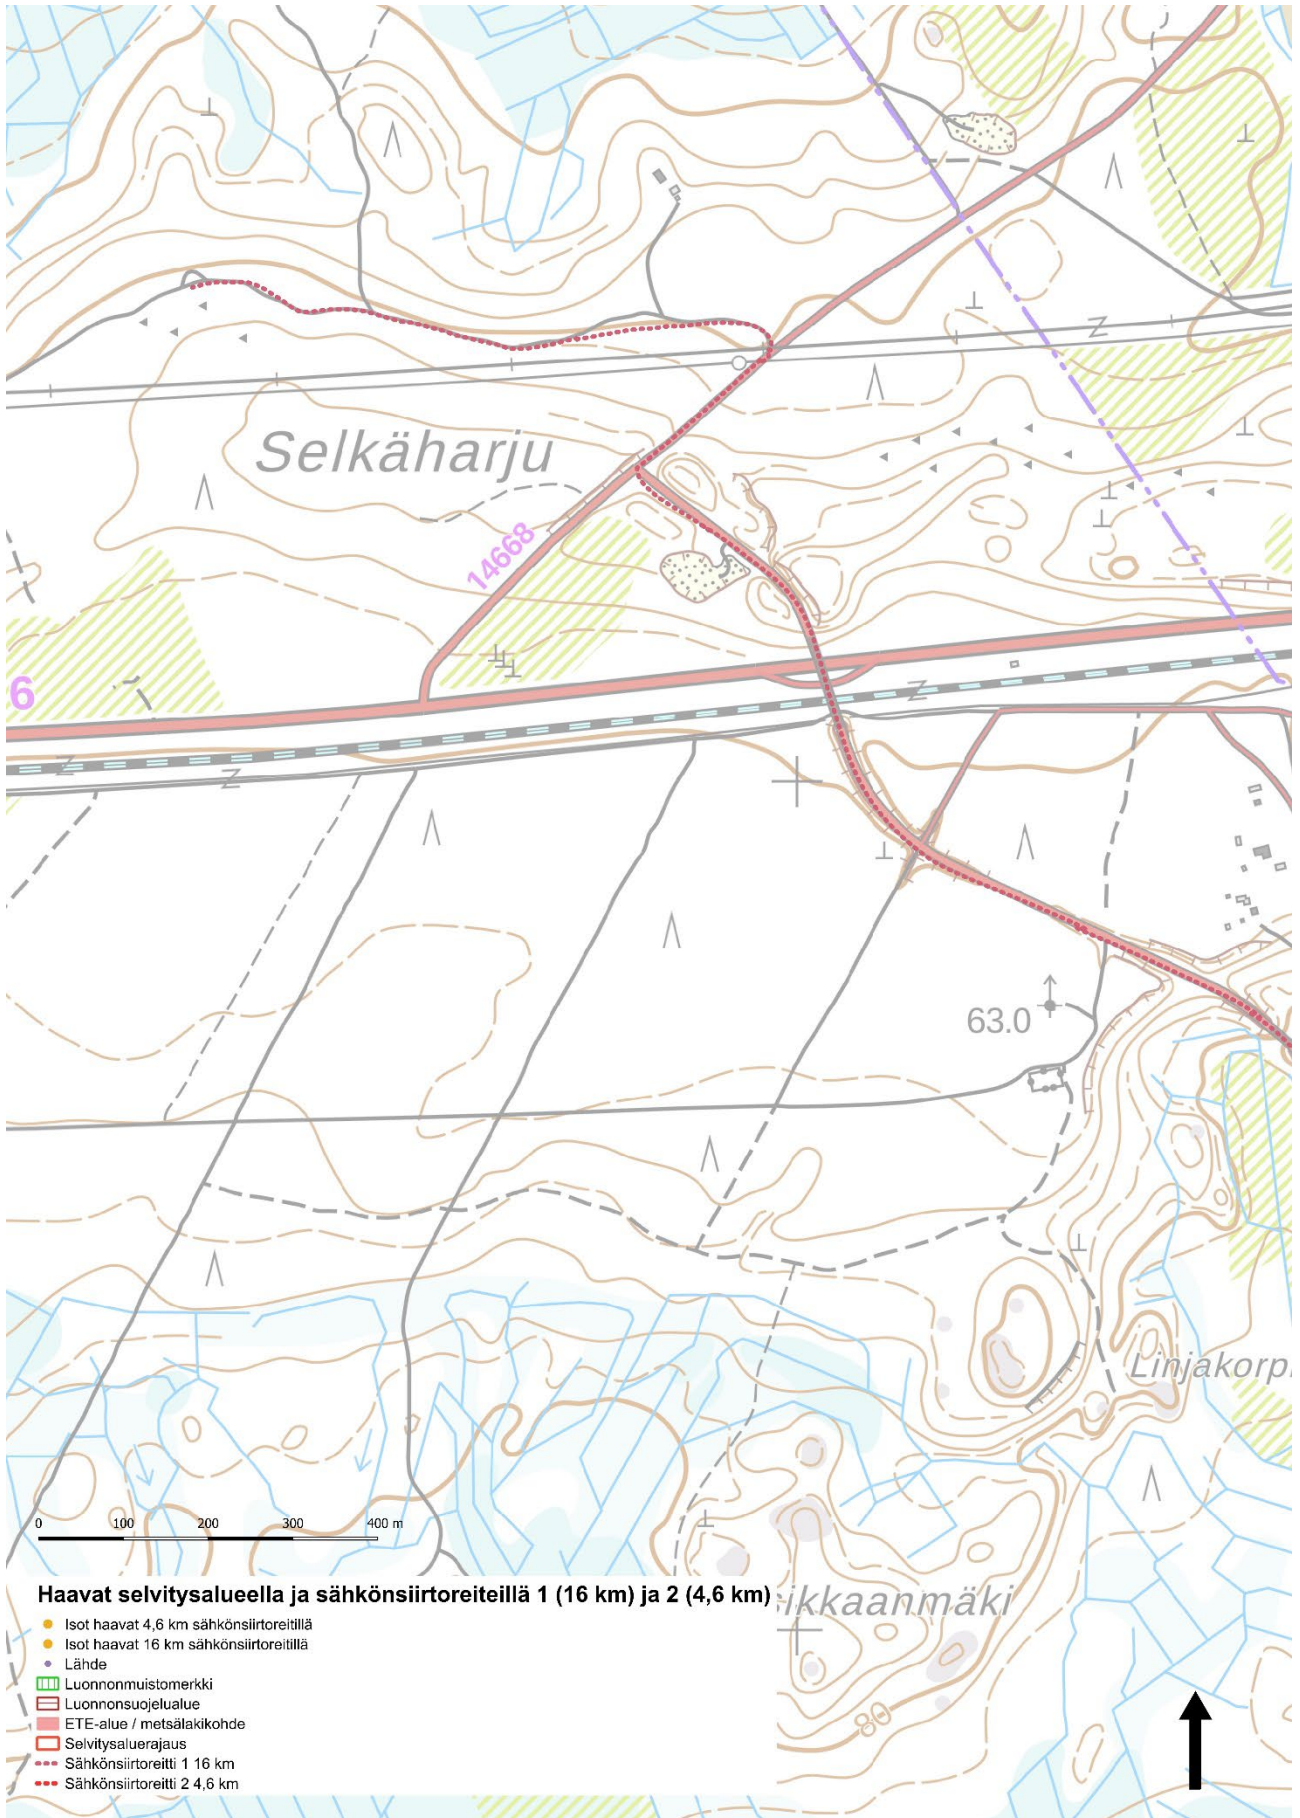 Selkäharju
14668
6
63.0
Linjakorpi
0 100 200 300 400 m
Haavat selvitysalueella ja sähkönsiirtoreiteillä 1 (16 km) ja 2 (4,6 km)
ikkaanmäki
Isot haavat 4,6 km sähkönsiirtoreitillä
Isot haavat 16 km sähkönsiirtoreitillä
Lähde
Luonnonmuistomerkki
Luonnonsuojelualue
ETE-alue / metsälakikohde
Selvitysaluerajaus
Sähkönsiirtoreitti 1 16 km
Sähkönsiirtoreitti 2 4,6 km
80